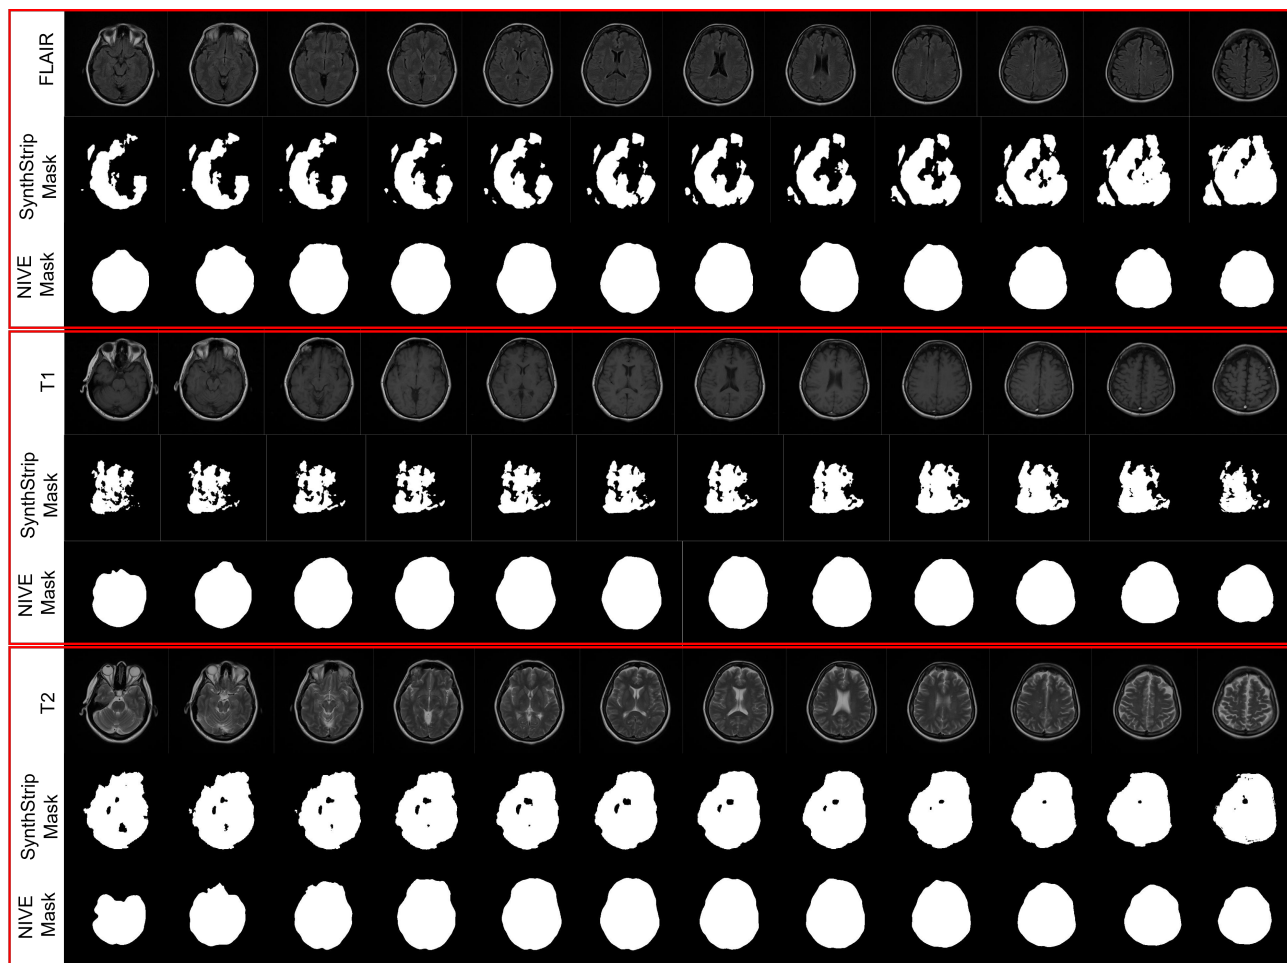 FLAIR
SynthStrip
Mask
NIVE
Mask
T1
SynthStrip
Mask
NIVE
Mask
T2
SynthStrip
Mask
NIVE
Mask